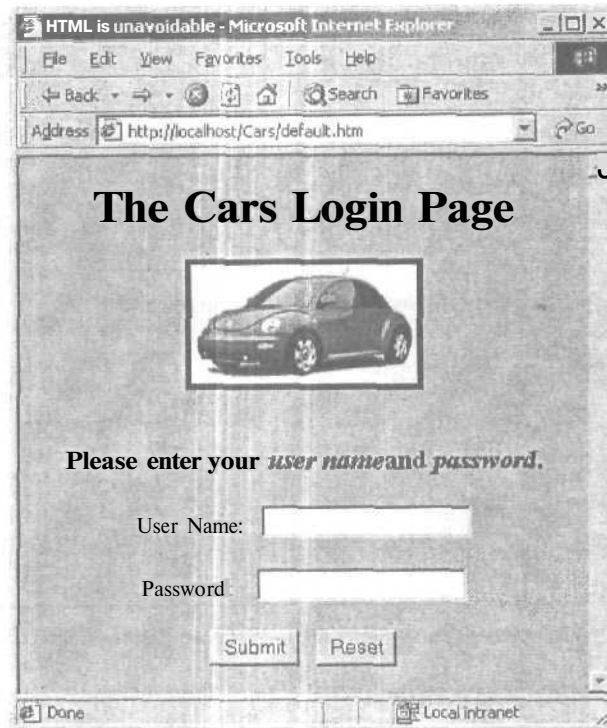 HTML is unavoidable - Microsoft Internet Explorer
File Edit View Favorites Tools Help
Back Search Favorites »
Address http://localhost/Cars/default.htm Go
The Cars Login Page
Please enter your user name and password.
User Name:
Password
Submit Reset
Done Local intranet